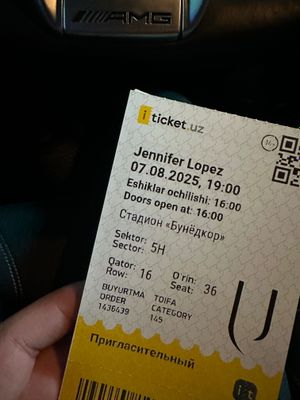 AMG
iticket.uz
16+
Jennifer Lopez
07.08.2025, 19:00
Eshiklar ochilishi: 16:00
Doors open at: 16:00
Стадион «Бунёдкор»
Sektor: 5H
Sector:
Qator: 16 O'rin: 36
Row: Seat:
BUYURTMA TOIFA
ORDER CATEGORY
1436439 145
Пригласительный